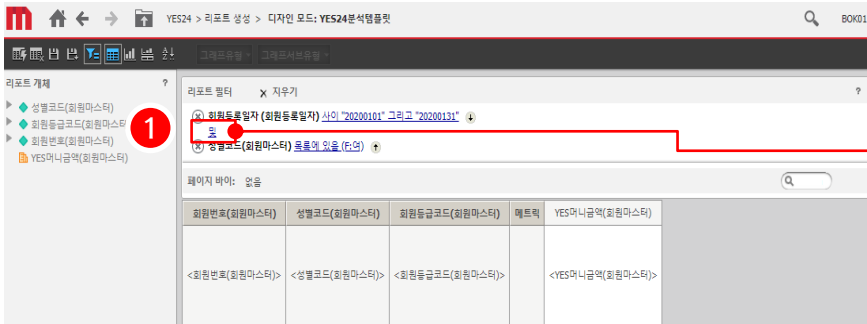 YES24 > 리포트 생성 > 디자인 모드: YES24분석템플릿
BOK01
그래프유형
그래프서브유형
리포트 개체 ?
성별코드(회원마스터)
회원등급코드(회원마스터
회원번호(회원마스터)
YES머니금액(회원마스터)
1
리포트 필터 지우기 ?
회원등록일자 (회원등록일자) 사이 "20200101" 그리고 "20200131"
및
성별코드(회원마스터) 목록에 있음 (F:여)
페이지 바이: 없음
회원번호(회원마스터) 성별코드(회원마스터) 회원등급코드(회원마스터) 메트릭 YES머니금액(회원마스터)
<회원번호(회원마스터)> <성별코드(회원마스터)> <회원등급코드(회원마스터)> <YES머니금액(회원마스터)>